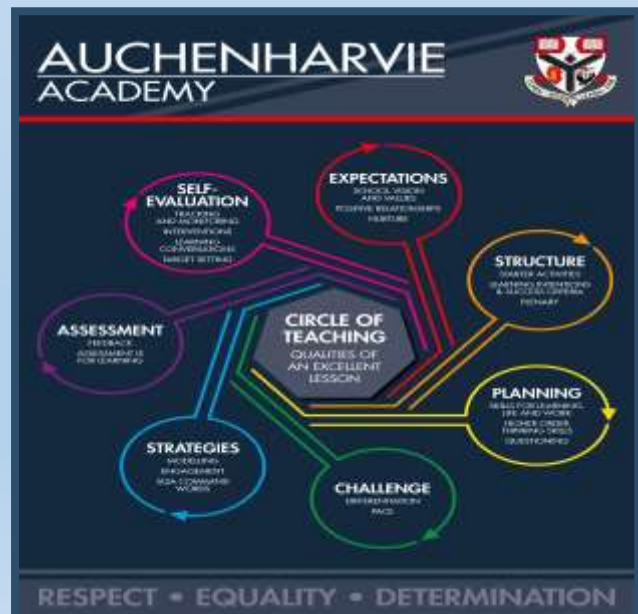 AUCHENHARVIE
ACADEMY
EXPECTATIONS
SCHOOL VISION
AND VALUES
POSITIVE RELATIONSHIPS
NURTURE
STRUCTURE
STARTER ACTIVITIES
LEARNING INTENTIONS
& SUCCESS CRITERIA
PLENARY
PLANNING
SKILLS FOR LEARNING,
LIFE AND WORK
HIGHER ORDER
THINKING SKILLS
QUESTIONING
CHALLENGE
DIFFERENTIATION
PACE
STRATEGIES
MODELLING
ENGAGEMENT
SQA COMMAND
WORDS
ASSESSMENT
FEEDBACK
ASSESSMENT IS
FOR LEARNING
SELF-
EVALUATION
TRACKING
AND MONITORING
INTERVENTIONS
LEARNING
CONVERSATIONS
TARGET SETTING
CIRCLE OF
TEACHING
QUALITIES OF
AN EXCELLENT
LESSON
RESPECT • EQUALITY • DETERMINATION